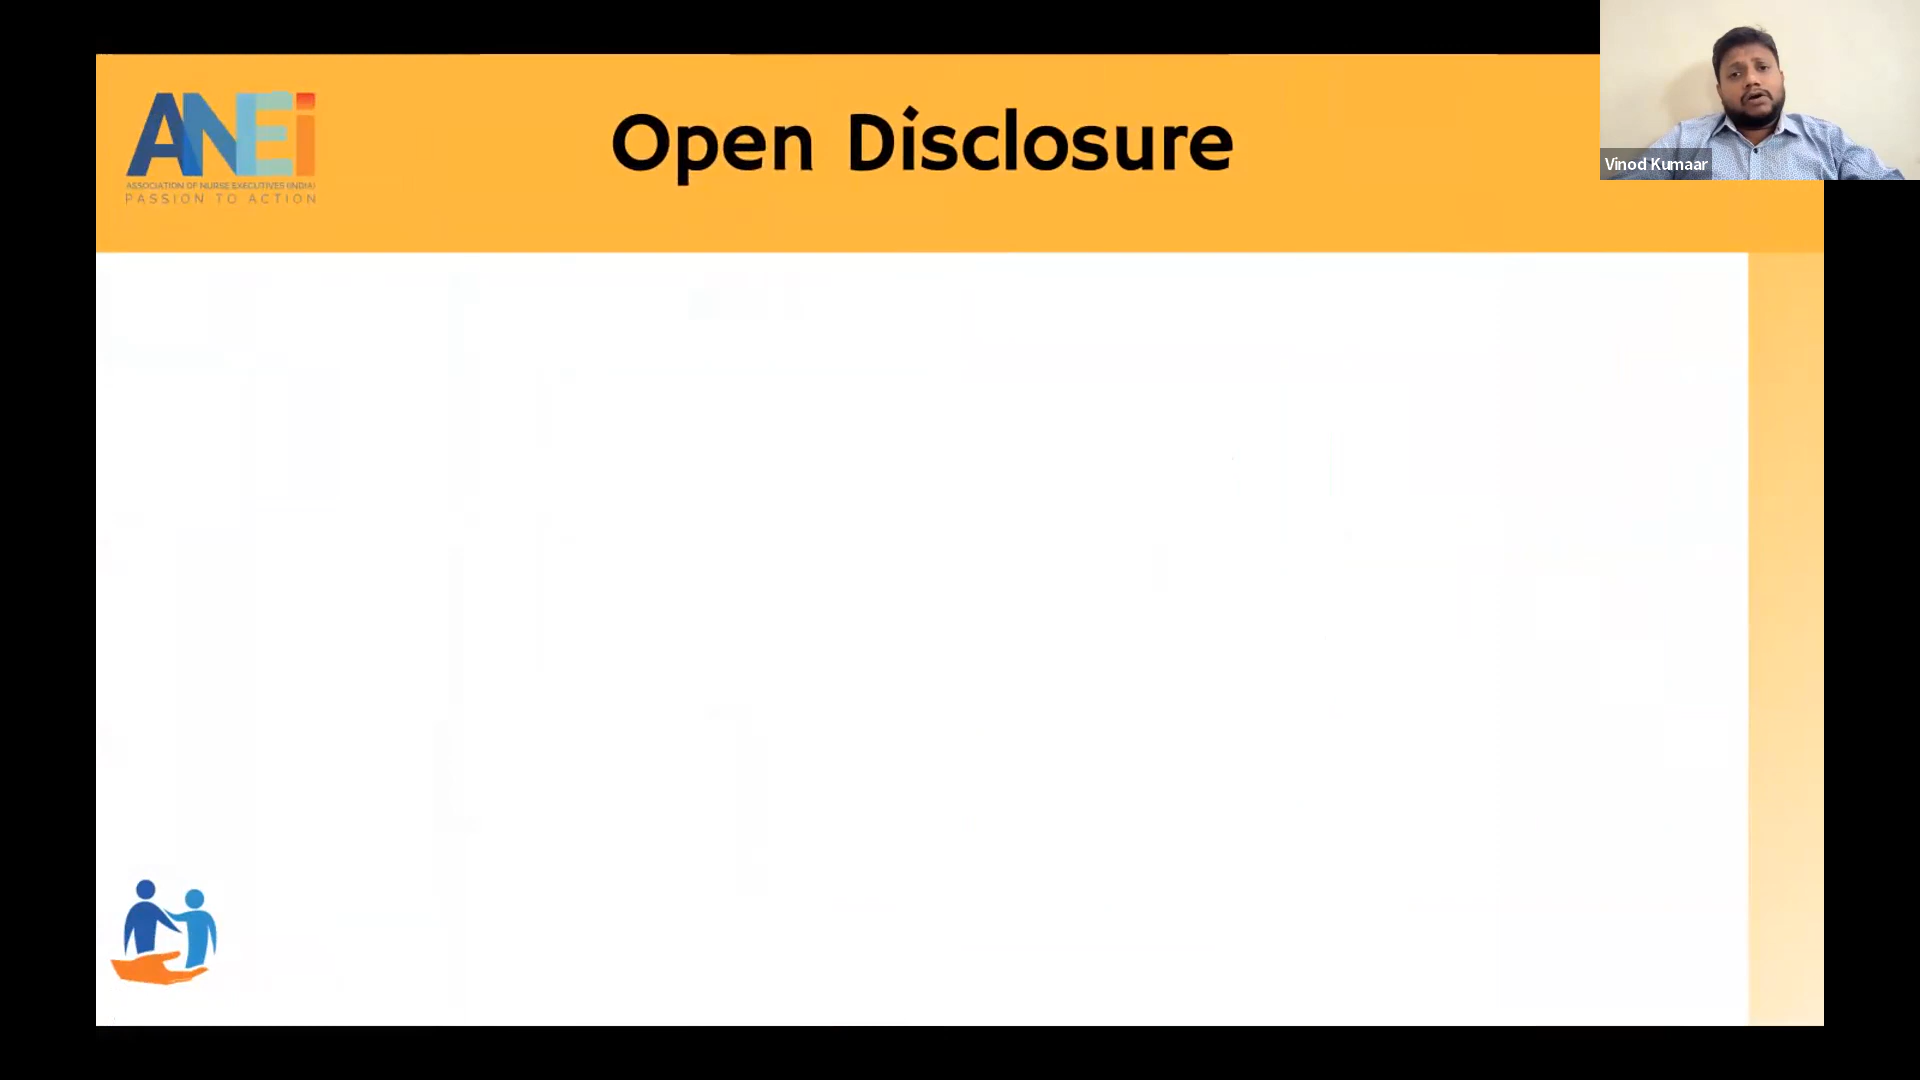 Open Disclosure
ANEi
ASSOCIATION OF NURSE EXECUTIVES (INDIA)
PASSION TO ACTION
Vinod Kumaar